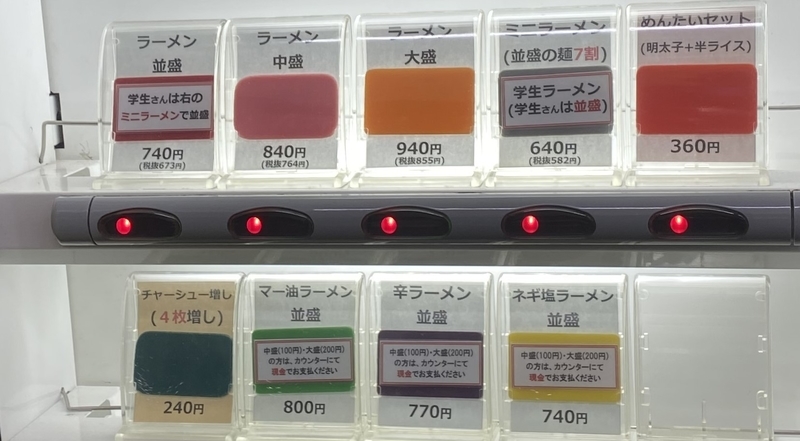 ラーメン
並盛
学生さんは右の
ミニラーメンで並盛
740円
(税抜673円)
ラーメン
中盛
840円
(税抜764円)
ラーメン
大盛
940円
(税抜855円)
ミニラーメン
(並盛の麺7割)
学生ラーメン
(学生さんは並盛)
640円
(税抜582円)
めんたいセット
(明太子+半ライス)
360円
チャーシュー増し
(4枚増し)
240円
マー油ラーメン
並盛
中盛(100円)・大盛(200円)
の方は、カウンターにて
現金でお支払ください
800円
辛ラーメン
並盛
中盛(100円)・大盛(200円)
の方は、カウンターにて
現金でお支払ください
770円
ネギ塩ラーメン
並盛
中盛(100円)・大盛(200円)
の方は、カウンターにて
現金でお支払ください
740円